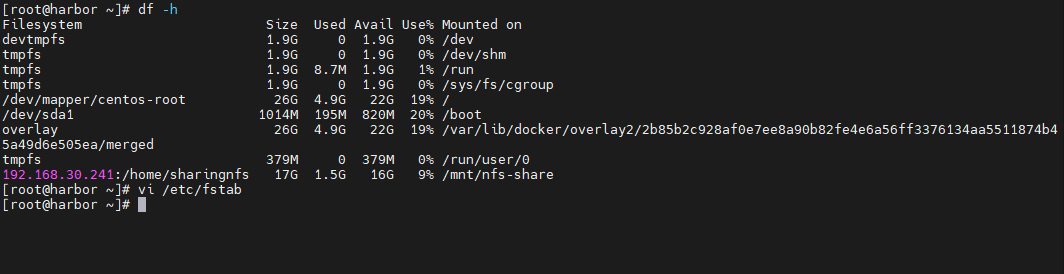 [root@harbor ~]# df -h
Filesystem                     Size  Used Avail Use% Mounted on
devtmpfs                       1.9G     0  1.9G   0% /dev
tmpfs                          1.9G     0  1.9G   0% /dev/shm
tmpfs                          1.9G  8.7M  1.9G   1% /run
tmpfs                          1.9G     0  1.9G   0% /sys/fs/cgroup
/dev/mapper/centos-root         26G  4.9G   22G  19% /
/dev/sda1                     1014M  195M  820M  20% /boot
overlay                         26G  4.9G   22G  19% /var/lib/docker/overlay2/2b85b2c928af0e7ee8a90b82fe4e6a56ff3376134aa5511874b4
5a49d6e505ea/merged
tmpfs                          379M     0  379M   0% /run/user/0
192.168.30.241:/home/sharingnfs   17G  1.5G   16G   9% /mnt/nfs-share
[root@harbor ~]# vi /etc/fstab
[root@harbor ~]#